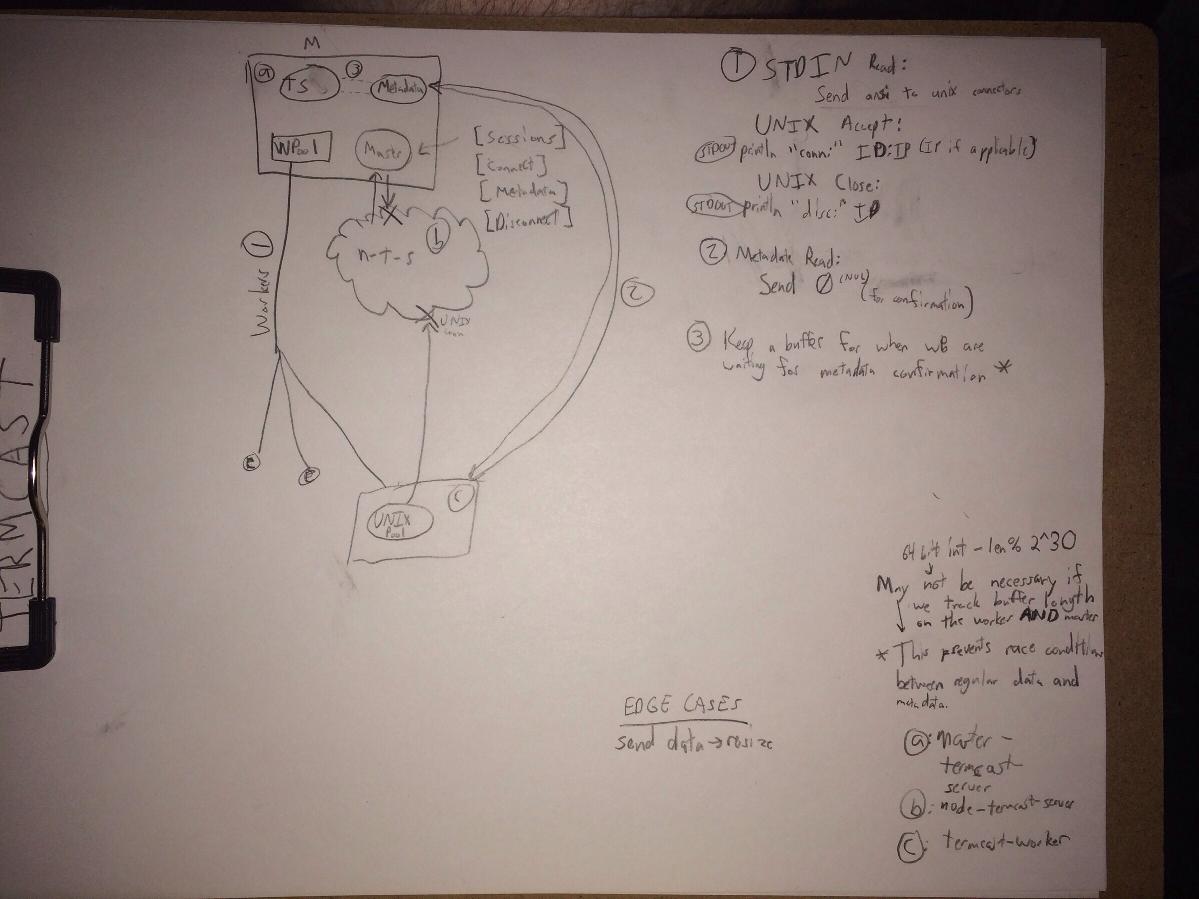 TERMCAST
M
a
TS
3
Metadata
WPool
Mastr
[Sessions]
[Connect]
[Metadata]
[Disconnect]
n-t-s
b
1
Workers
UNIX
2
c
c
c
UNIX
Pool
1 STDIN Read:
Send ansi to unix connectors
UNIX Accept:
STDOUT println "conn:" ID:IP (IP if applicable)
UNIX Close:
STDOUT println "disc:" ID
2 Metadata Read:
Send Ø (NUL) (for confirmation)
3 Keep a buffer for when we are
waiting for metadata confirmation *
64 bit int - len % 2^30
May not be necessary if
we track buffer length
on the worker AND master
* This prevents race conditions
between regular data and
metadata.
EDGE CASES
send data → resize
a: Master-
termcast
server
b: node-termcast-server
c: termcast-worker